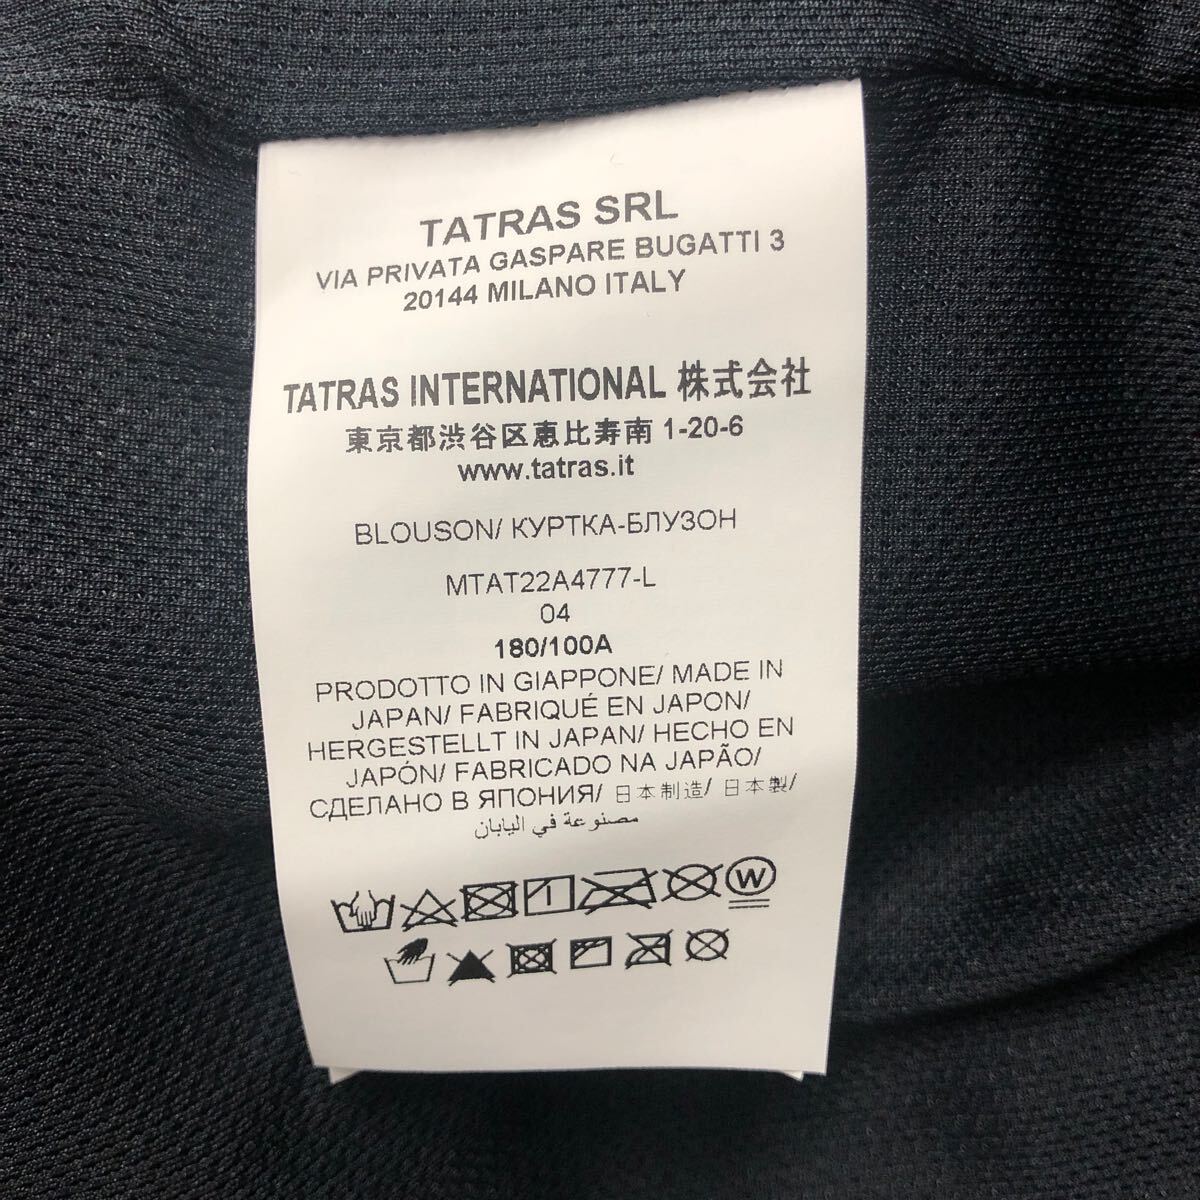 TATRAS SRL
VIA PRIVATA GASPARE BUGATTI 3
20144 MILANO ITALY
TATRAS INTERNATIONAL 株式会社
東京都渋谷区恵比寿南 1-20-6
www.tatras.it
BLOUSON/ КУРТКА-БЛУЗОН
MTAT22A4777-L
04
180/100A
PRODOTTO IN GIAPPONE/ MADE IN
JAPAN/ FABRIQUÉ EN JAPON/
HERGESTELLT IN JAPAN/ HECHO EN
JAPÓN/ FABRICADO NA JAPÃO/
СДЕЛАНО В ЯПОНИЯ/ 日本制造/ 日本製/
مصنوعة في اليابان
W